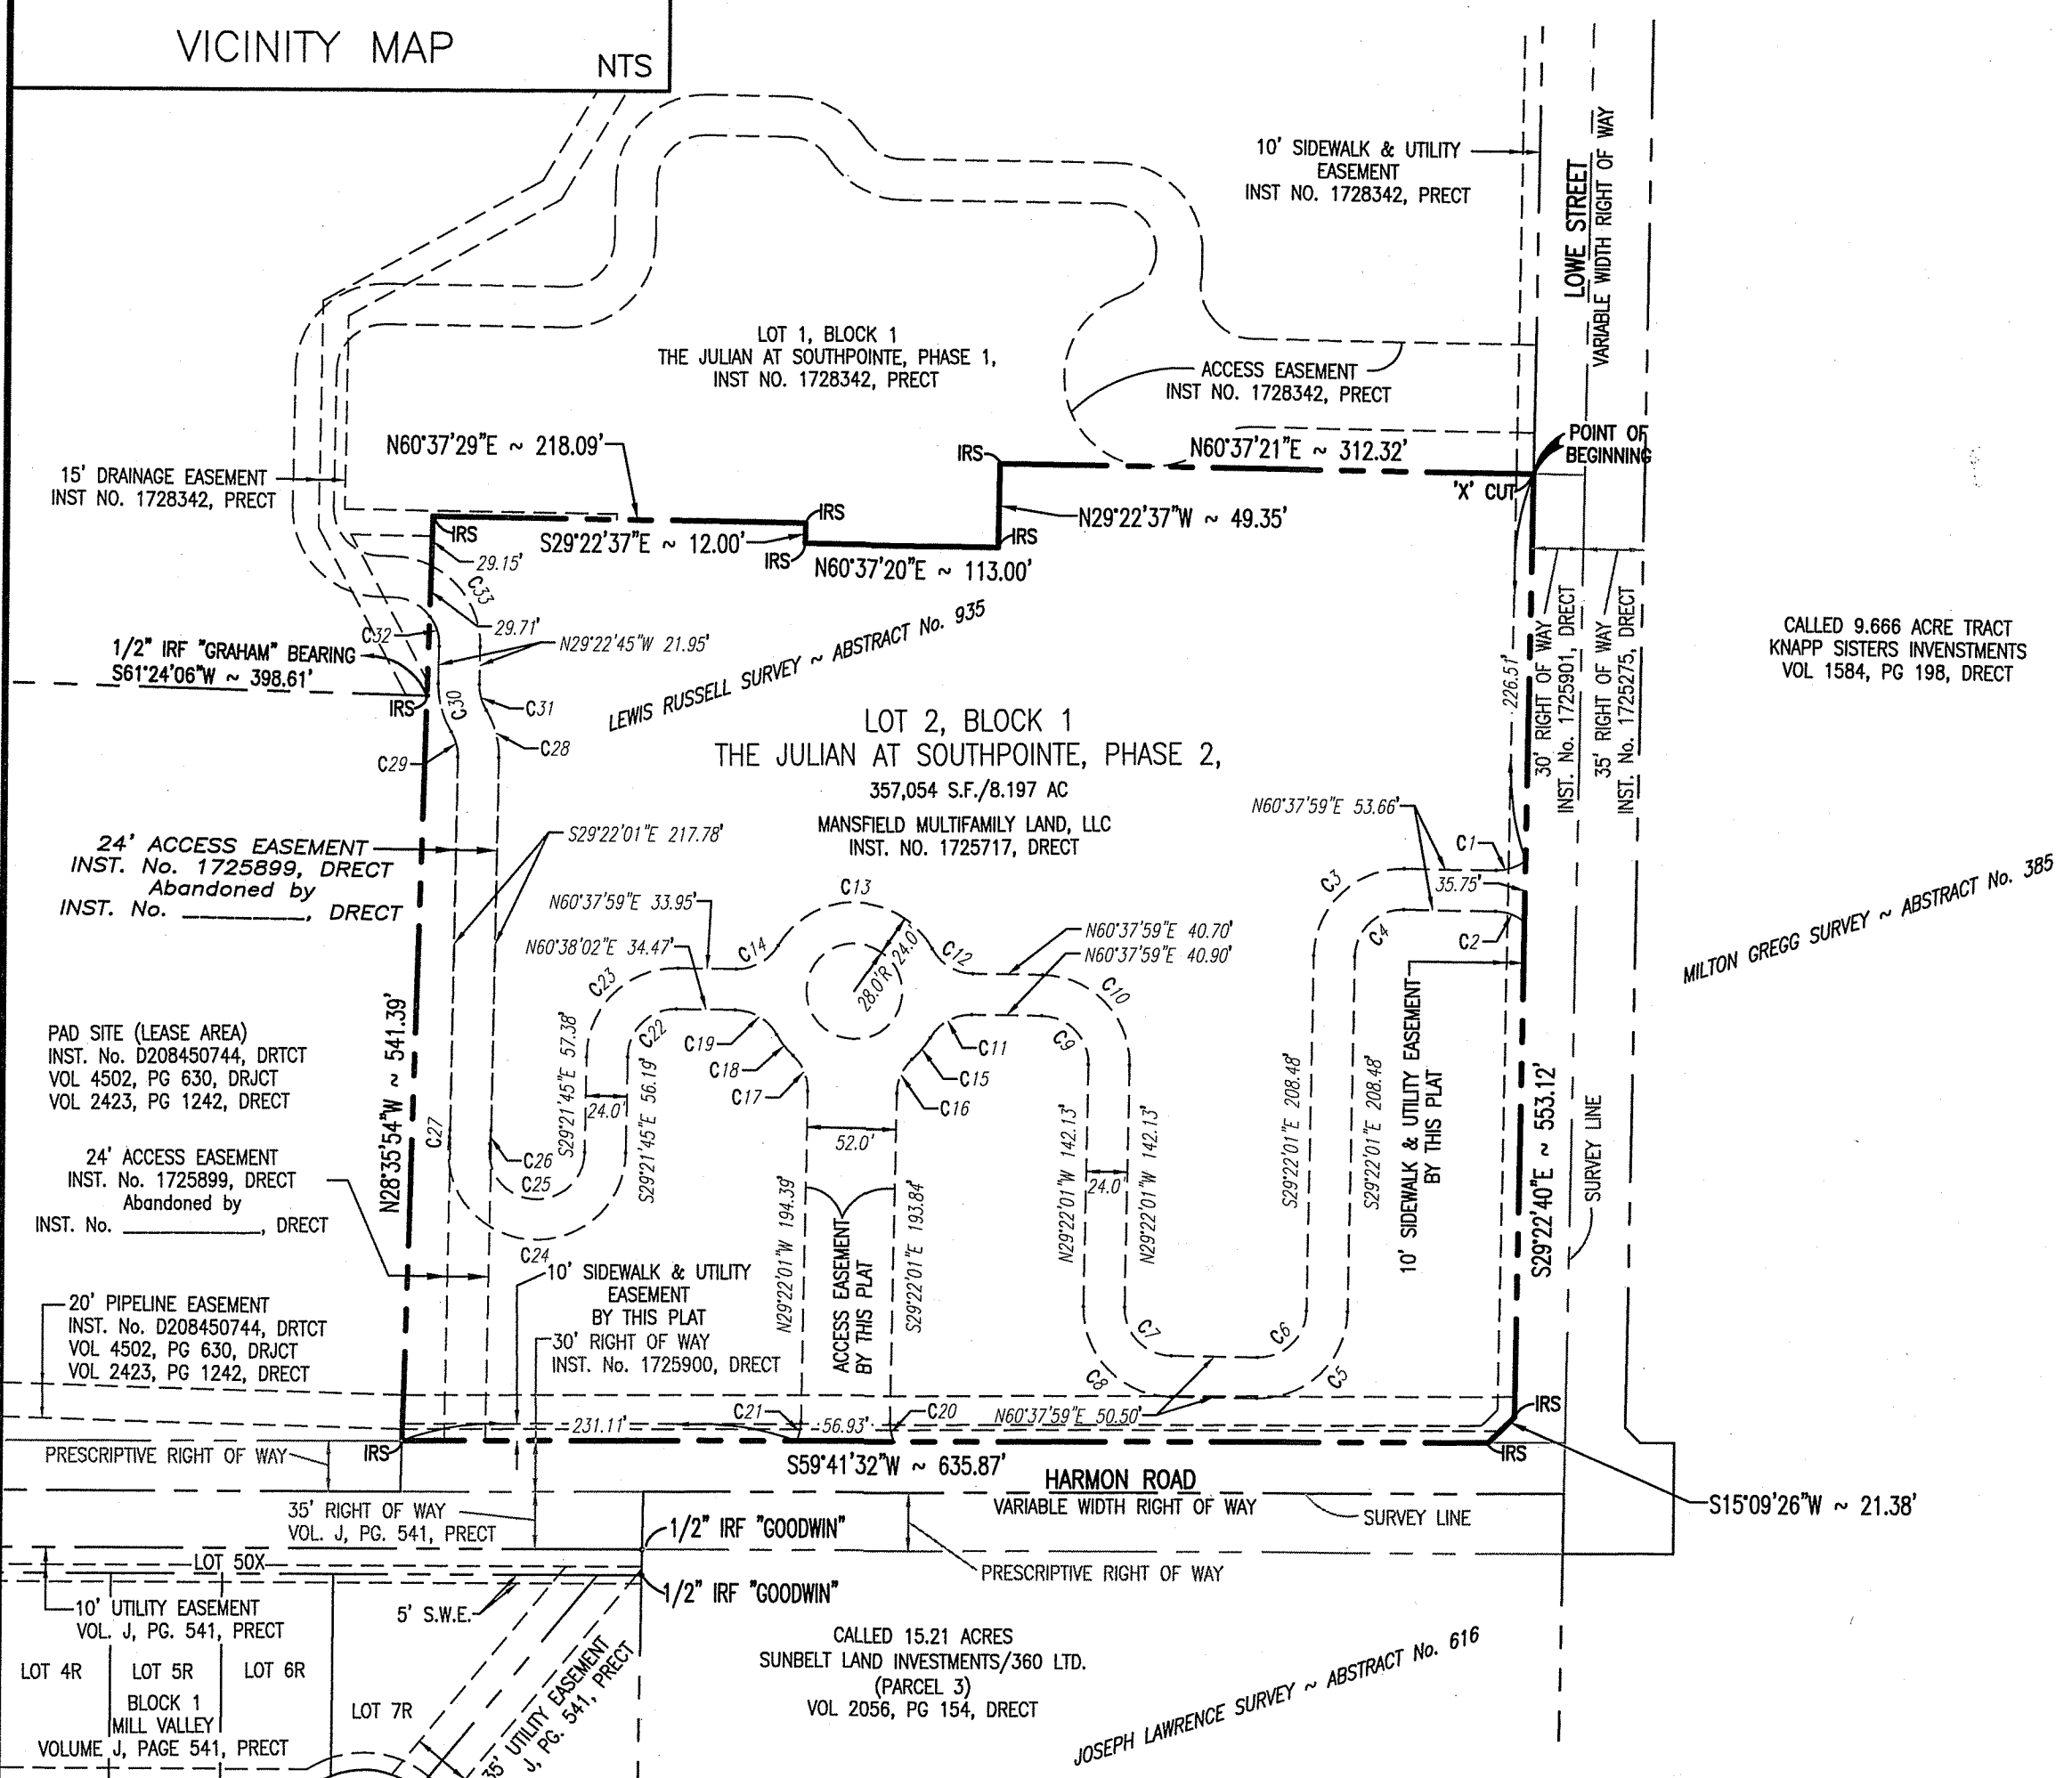 VICINITY MAP
NTS
10' SIDEWALK & UTILITY
EASEMENT
INST NO. 1728342, PRECT
LOWE STREET
VARIABLE WIDTH RIGHT OF WAY
LOT 1, BLOCK 1
THE JULIAN AT SOUTHPOINTE, PHASE 1,
INST NO. 1728342, PRECT
ACCESS EASEMENT
INST NO. 1728342, PRECT
N60°37'29"E ~ 218.09'
IRS
N60°37'21"E ~ 312.32'
POINT OF
BEGINNING
15' DRAINAGE EASEMENT
INST NO. 1728342, PRECT
'X' CUT
IRS
IRS
S29°22'37"E ~ 12.00'
N29°22'37"W ~ 49.35'
IRS
IRS
N60°37'20"E ~ 113.00'
29.15'
C33
29.71'
C32
N29°22'45"W 21.95'
1/2" IRF "GRAHAM" BEARING
S61°24'06"W ~ 398.61'
IRS
C30
C31
C28
C29
LEWIS RUSSELL SURVEY ~ ABSTRACT No. 935
226.51'
30' RIGHT OF WAY
INST. No. 1725901, DRECT
35' RIGHT OF WAY
INST. No. 1725275, DRECT
CALLED 9.666 ACRE TRACT
KNAPP SISTERS INVENSTMENTS
VOL 1584, PG 198, DRECT
LOT 2, BLOCK 1
THE JULIAN AT SOUTHPOINTE, PHASE 2,
357,054 S.F./8.197 AC
MANSFIELD MULTIFAMILY LAND, LLC
INST. NO. 1725717, DRECT
N60°37'59"E 53.66'
C1
35.75'
C2
C3
C4
24' ACCESS EASEMENT
INST. No. 1725899, DRECT
Abandoned by
INST. No. ________, DRECT
S29°22'01"E 217.78'
N60°37'59"E 33.95'
N60°38'02"E 34.47'
C13
C14
C12
28.0'R
24.0'
N60°37'59"E 40.70'
N60°37'59"E 40.90'
C23
C22
C19
C18
C17
C11
C15
C16
C10
C9
MILTON GREGG SURVEY ~ ABSTRACT No. 385
PAD SITE (LEASE AREA)
INST. No. D208450744, DRTCT
VOL 4502, PG 630, DRJCT
VOL 2423, PG 1242, DRECT
N28°35'54"W ~ 541.39'
C27
S29°21'45"E 57.38'
24.0'
S29°21'45"E 56.19'
C26
C25
C24
52.0'
N29°22'01"W 194.39'
ACCESS EASEMENT
BY THIS PLAT
S29°22'01"E 193.84'
N29°22'01"W 142.13'
24.0'
N29°22'01"W 142.13'
S29°22'01"E 208.48'
S29°22'01"E 208.48'
10' SIDEWALK & UTILITY EASEMENT
BY THIS PLAT
S29°22'40"E ~ 553.12'
SURVEY LINE
24' ACCESS EASEMENT
INST. No. 1725899, DRECT
Abandoned by
INST. No. ___________, DRECT
10' SIDEWALK & UTILITY
EASEMENT
BY THIS PLAT
30' RIGHT OF WAY
INST. No. 1725900, DRECT
20' PIPELINE EASEMENT
INST. No. D208450744, DRTCT
VOL 4502, PG 630, DRJCT
VOL 2423, PG 1242, DRECT
C7
C6
C8
C5
IRS
231.11'
C21
56.93'
C20
N60°37'59"E 50.50'
PRESCRIPTIVE RIGHT OF WAY
IRS
IRS
S59°41'32"W ~ 635.87'
HARMON ROAD
VARIABLE WIDTH RIGHT OF WAY
SURVEY LINE
S15°09'26"W ~ 21.38'
35' RIGHT OF WAY
VOL. J, PG. 541, PRECT
1/2" IRF "GOODWIN"
LOT 50X
PRESCRIPTIVE RIGHT OF WAY
1/2" IRF "GOODWIN"
10' UTILITY EASEMENT
VOL. J, PG. 541, PRECT
5' S.W.E.
CALLED 15.21 ACRES
SUNBELT LAND INVESTMENTS/360 LTD.
(PARCEL 3)
VOL 2056, PG 154, DRECT
LOT 4R
LOT 5R
LOT 6R
LOT 7R
BLOCK 1
MILL VALLEY
VOLUME J, PAGE 541, PRECT
35' UTILITY EASEMENT
J, PG. 541, PRECT
JOSEPH LAWRENCE SURVEY ~ ABSTRACT No. 616